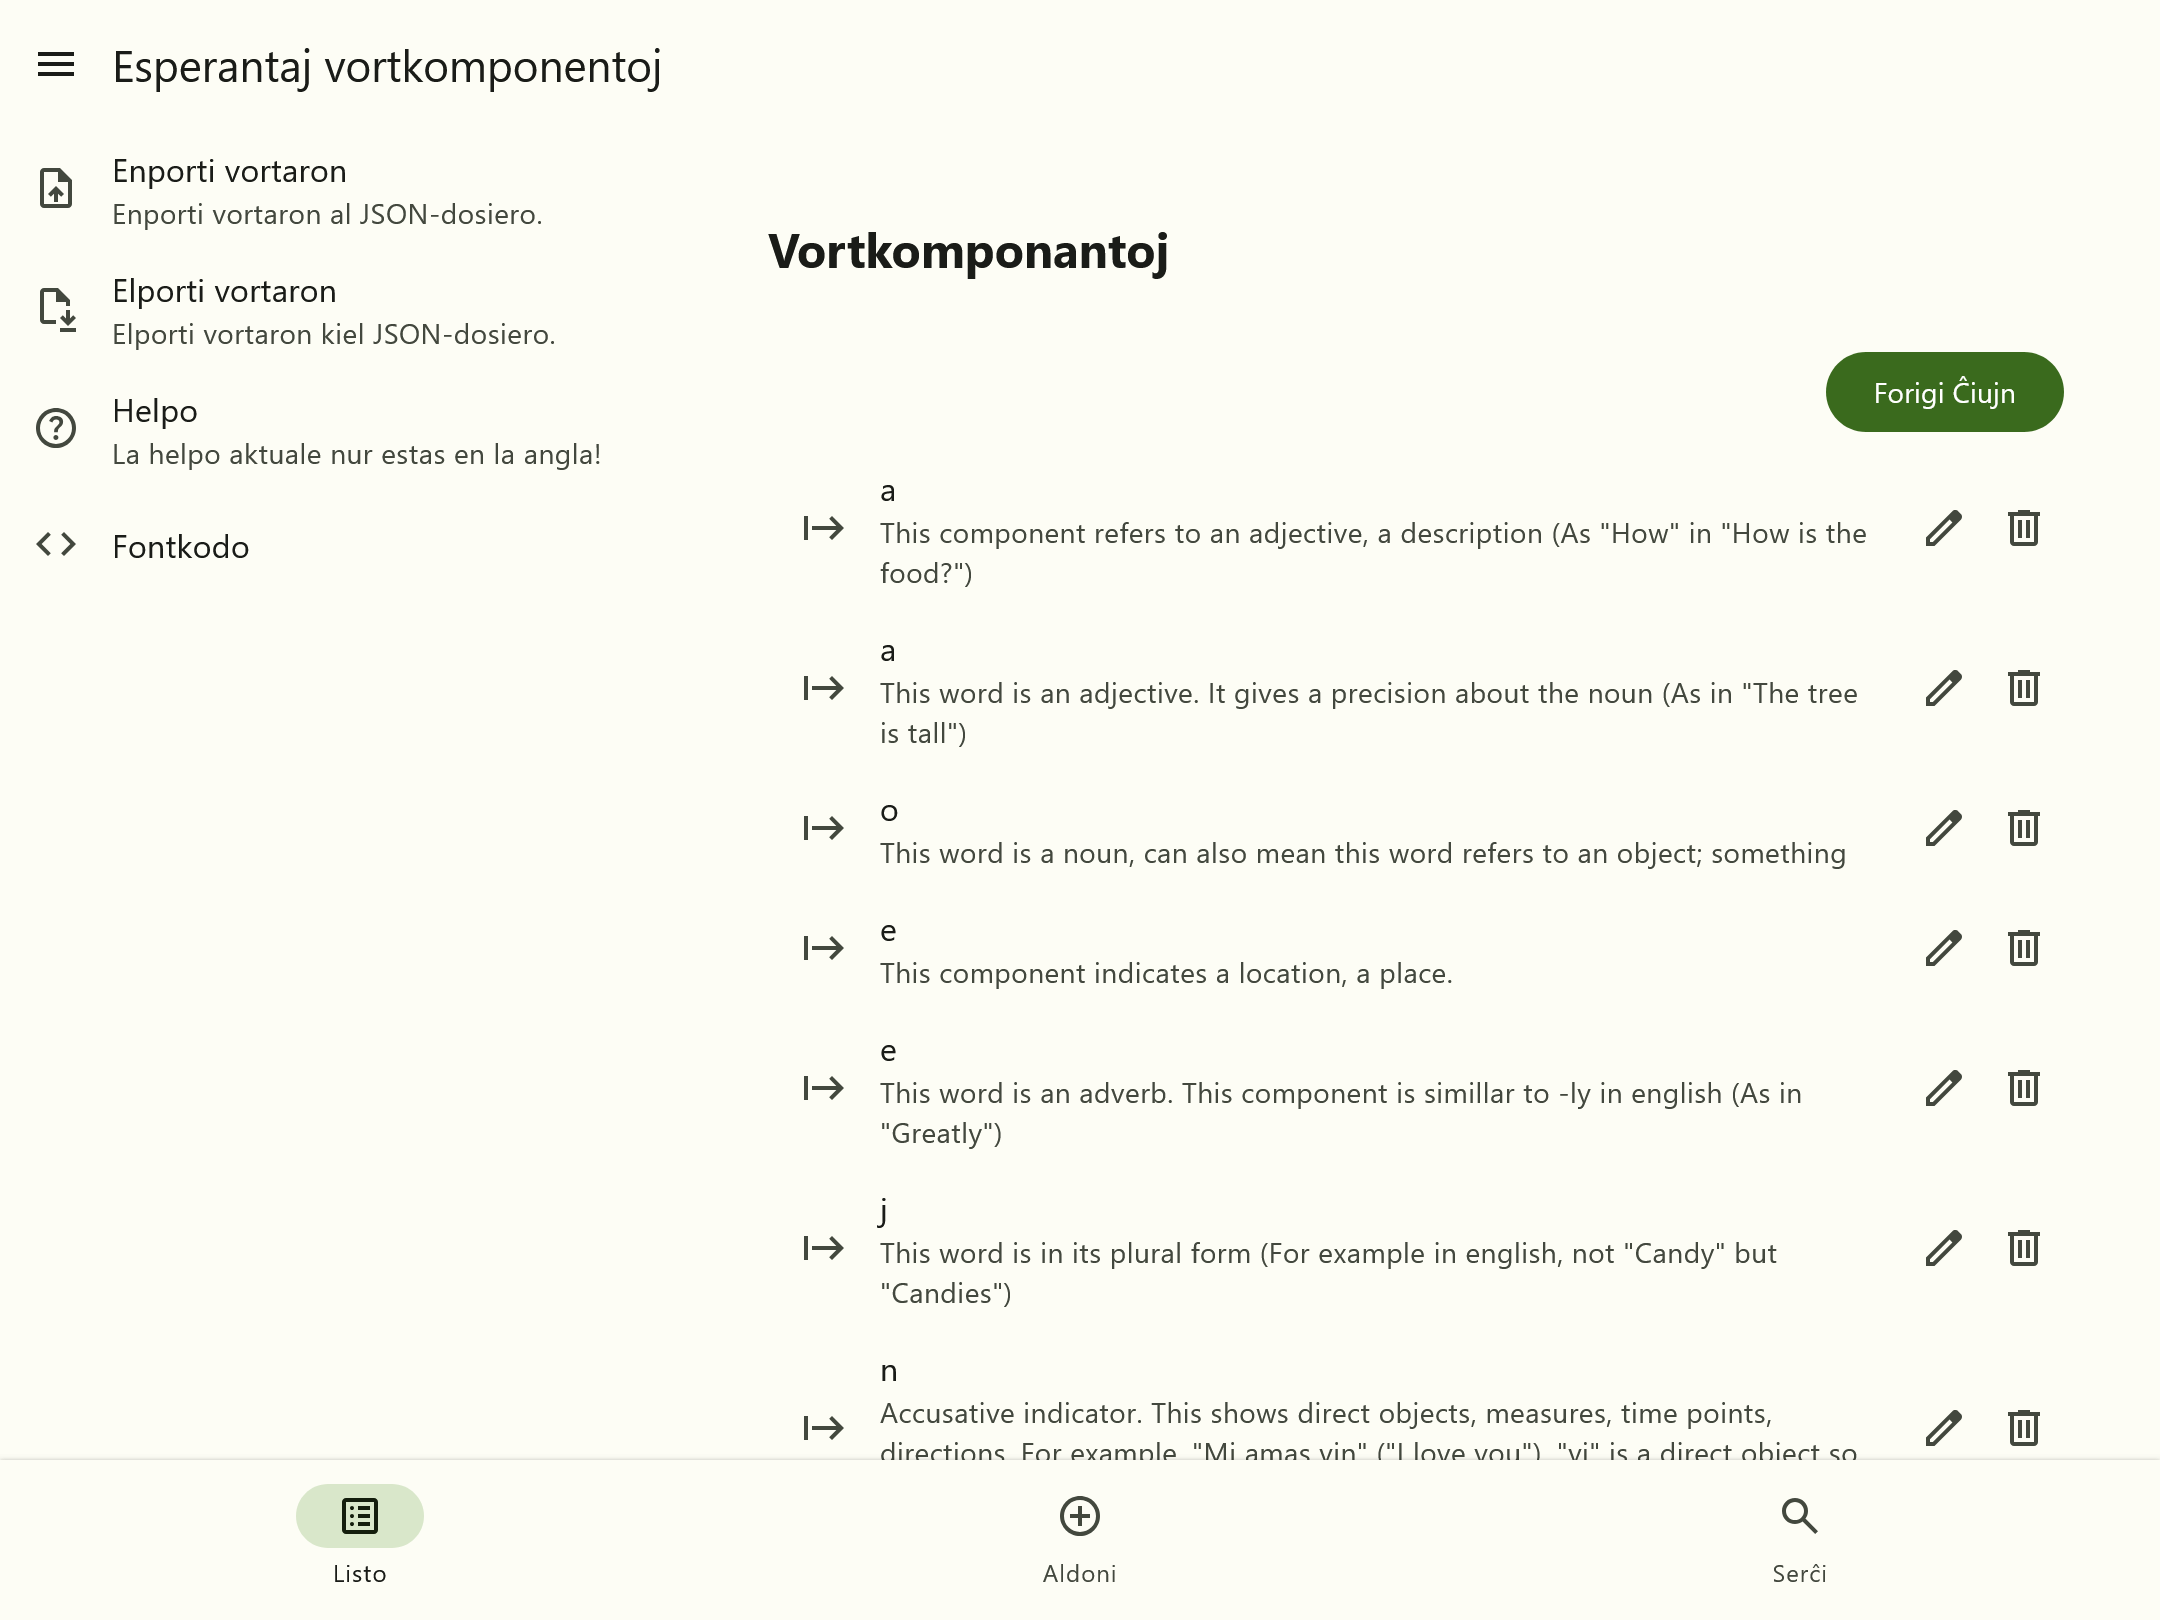 Esperantaj vortkomponentoj
Enporti vortaron
Enporti vortaron al JSON-dosiero.
Elporti vortaron
Elporti vortaron kiel JSON-dosiero.
Helpo
La helpo aktuale nur estas en la angla!
Fontkodo
Vortkomponantoj
Forigi Ĉiujn
a
This component refers to an adjective, a description (As "How" in "How is the
food?")
a
This word is an adjective. It gives a precision about the noun (As in "The tree
is tall")
o
This word is a noun, can also mean this word refers to an object; something
e
This component indicates a location, a place.
e
This word is an adverb. This component is simillar to -ly in english (As in
"Greatly")
j
This word is in its plural form (For example in english, not "Candy" but
"Candies")
n
Accusative indicator. This shows direct objects, measures, time points,
directions. For example, "Mi amas vin" ("I love you"), "vi" is a direct object so
Listo
Aldoni
Serĉi